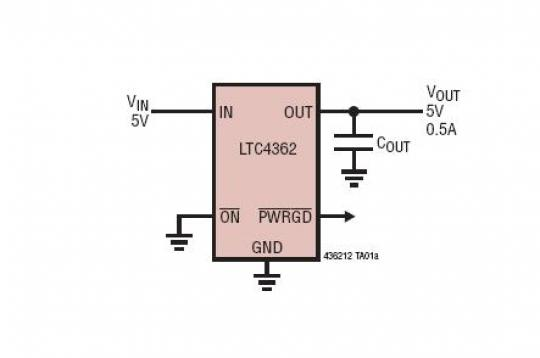 VIN
5V
IN
OUT
VOUT
5V
0.5A
COUT
LTC4362
ON
PWRGD
GND
436212 TA01a